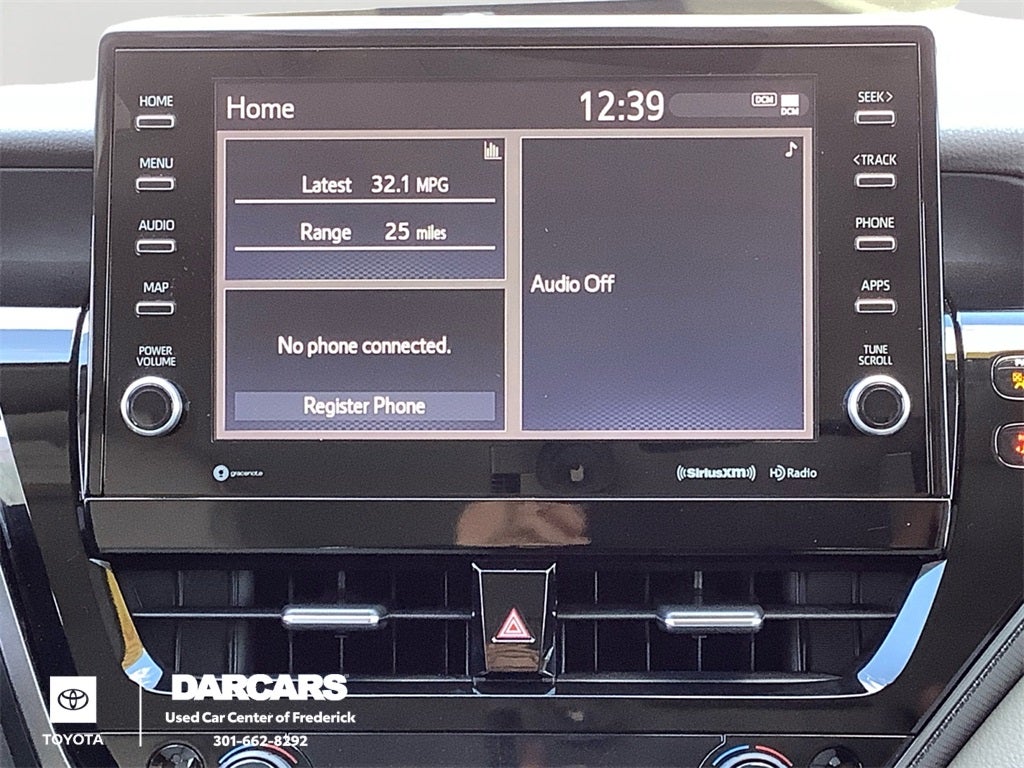 HOME
MENU
AUDIO
MAP
POWER
VOLUME
Home 12:39 DCM DCM
Latest 32.1 MPG
Range 25 miles
No phone connected.
Register Phone
Audio Off
SEEK>
<TRACK
PHONE
APPS
TUNE
SCROLL
gracenote ((SiriusXM)) HD Radio
TOYOTA
DARCARS
Used Car Center of Frederick
301-662-8292